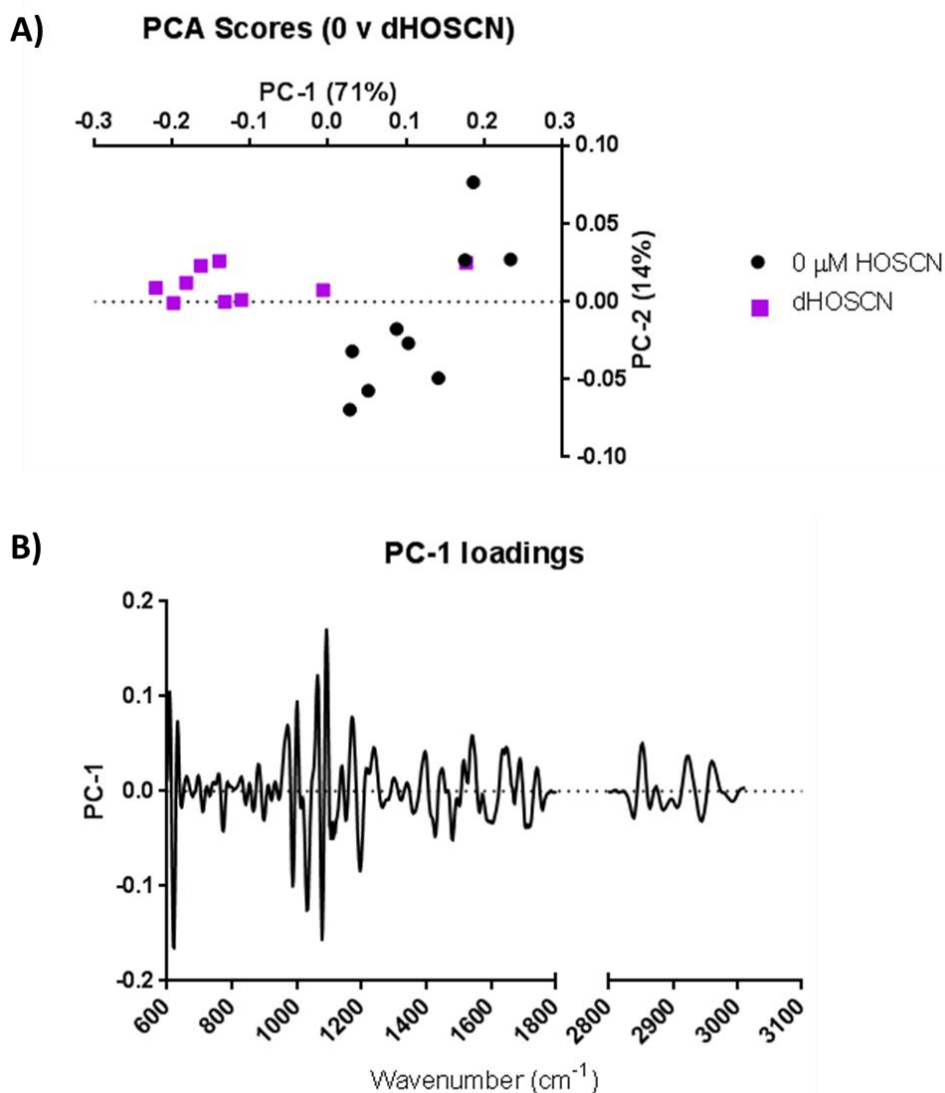 A)
PCA Scores (0 v dHOSCN)
PC-1 (71%)
-0.3 -0.2 -0.1 0.0 0.1 0.2 0.3
0.10
0.05
0.00
-0.05
-0.10
PC-2 (14%)
0 µM HOSCN
dHOSCN
B)
PC-1 loadings
0.2
0.1
0.0
-0.1
-0.2
PC-1
600 800 1000 1200 1400 1600 1800 2800 2900 3000 3100
Wavenumber (cm⁻¹)